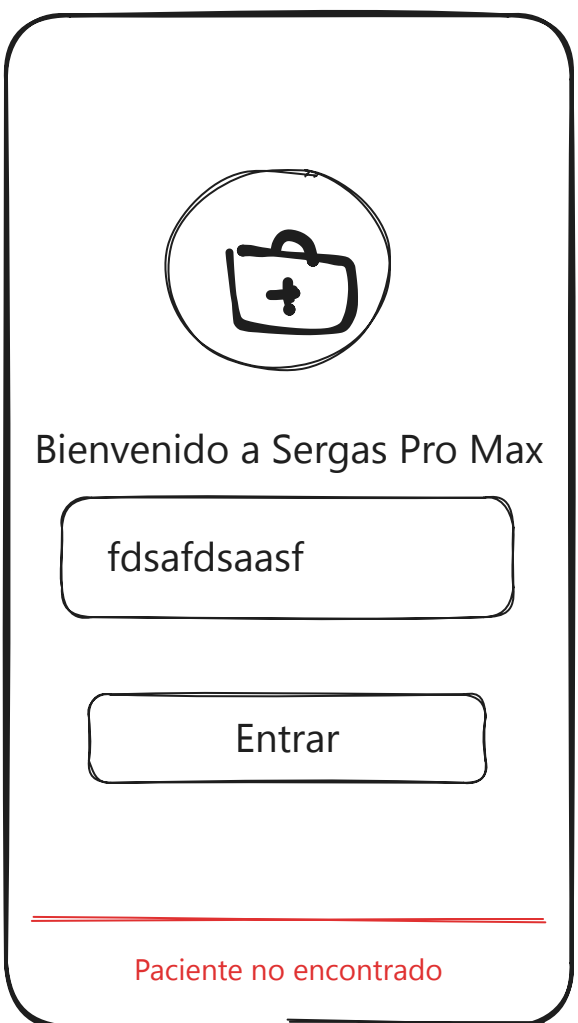 Bienvenido a Sergas Pro Max
fdsafdsaasf
Entrar
Paciente no encontrado